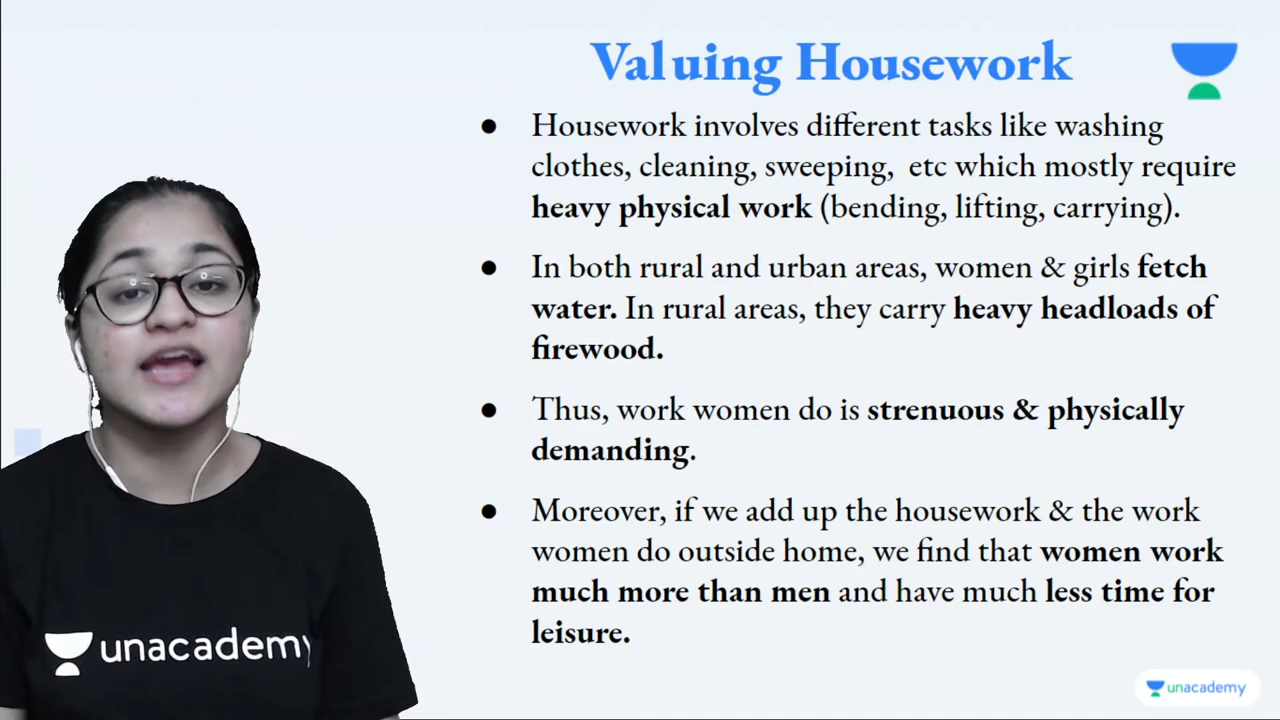 Valuing Housework
● Housework involves different tasks like washing
clothes, cleaning, sweeping, etc which mostly require
heavy physical work (bending, lifting, carrying).
● In both rural and urban areas, women & girls fetch
water. In rural areas, they carry heavy headloads of
firewood.
● Thus, work women do is strenuous & physically
demanding.
● Moreover, if we add up the housework & the work
women do outside home, we find that women work
much more than men and have much less time for
leisure.
unacademy
unacademy